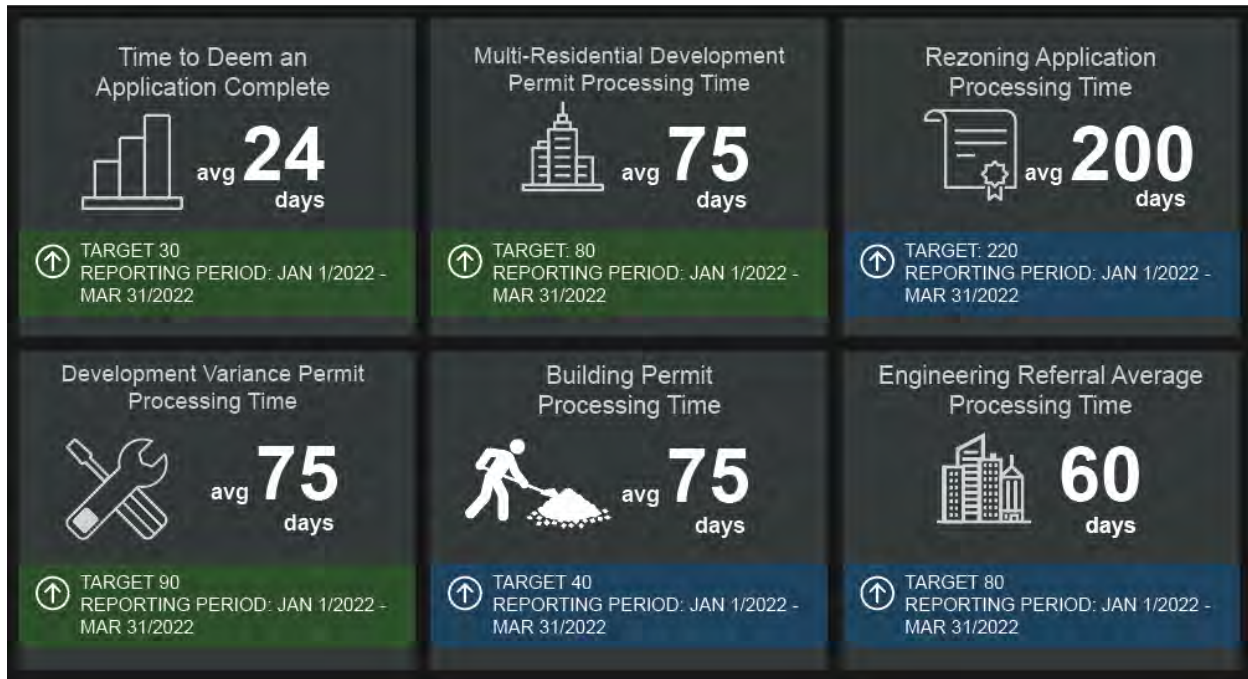 Time to Deem an
Application Complete
avg 24
days
TARGET 30
REPORTING PERIOD: JAN 1/2022 -
MAR 31/2022
Multi-Residential Development
Permit Processing Time
avg 75
days
TARGET: 80
REPORTING PERIOD: JAN 1/2022 -
MAR 31/2022
Rezoning Application
Processing Time
avg 200
days
TARGET: 220
REPORTING PERIOD: JAN 1/2022 -
MAR 31/2022
Development Variance Permit
Processing Time
avg 75
days
TARGET 90
REPORTING PERIOD: JAN 1/2022 -
MAR 31/2022
Building Permit
Processing Time
avg 75
days
TARGET 40
REPORTING PERIOD: JAN 1/2022 -
MAR 31/2022
Engineering Referral Average
Processing Time
60
days
TARGET 80
REPORTING PERIOD: JAN 1/2022 -
MAR 31/2022